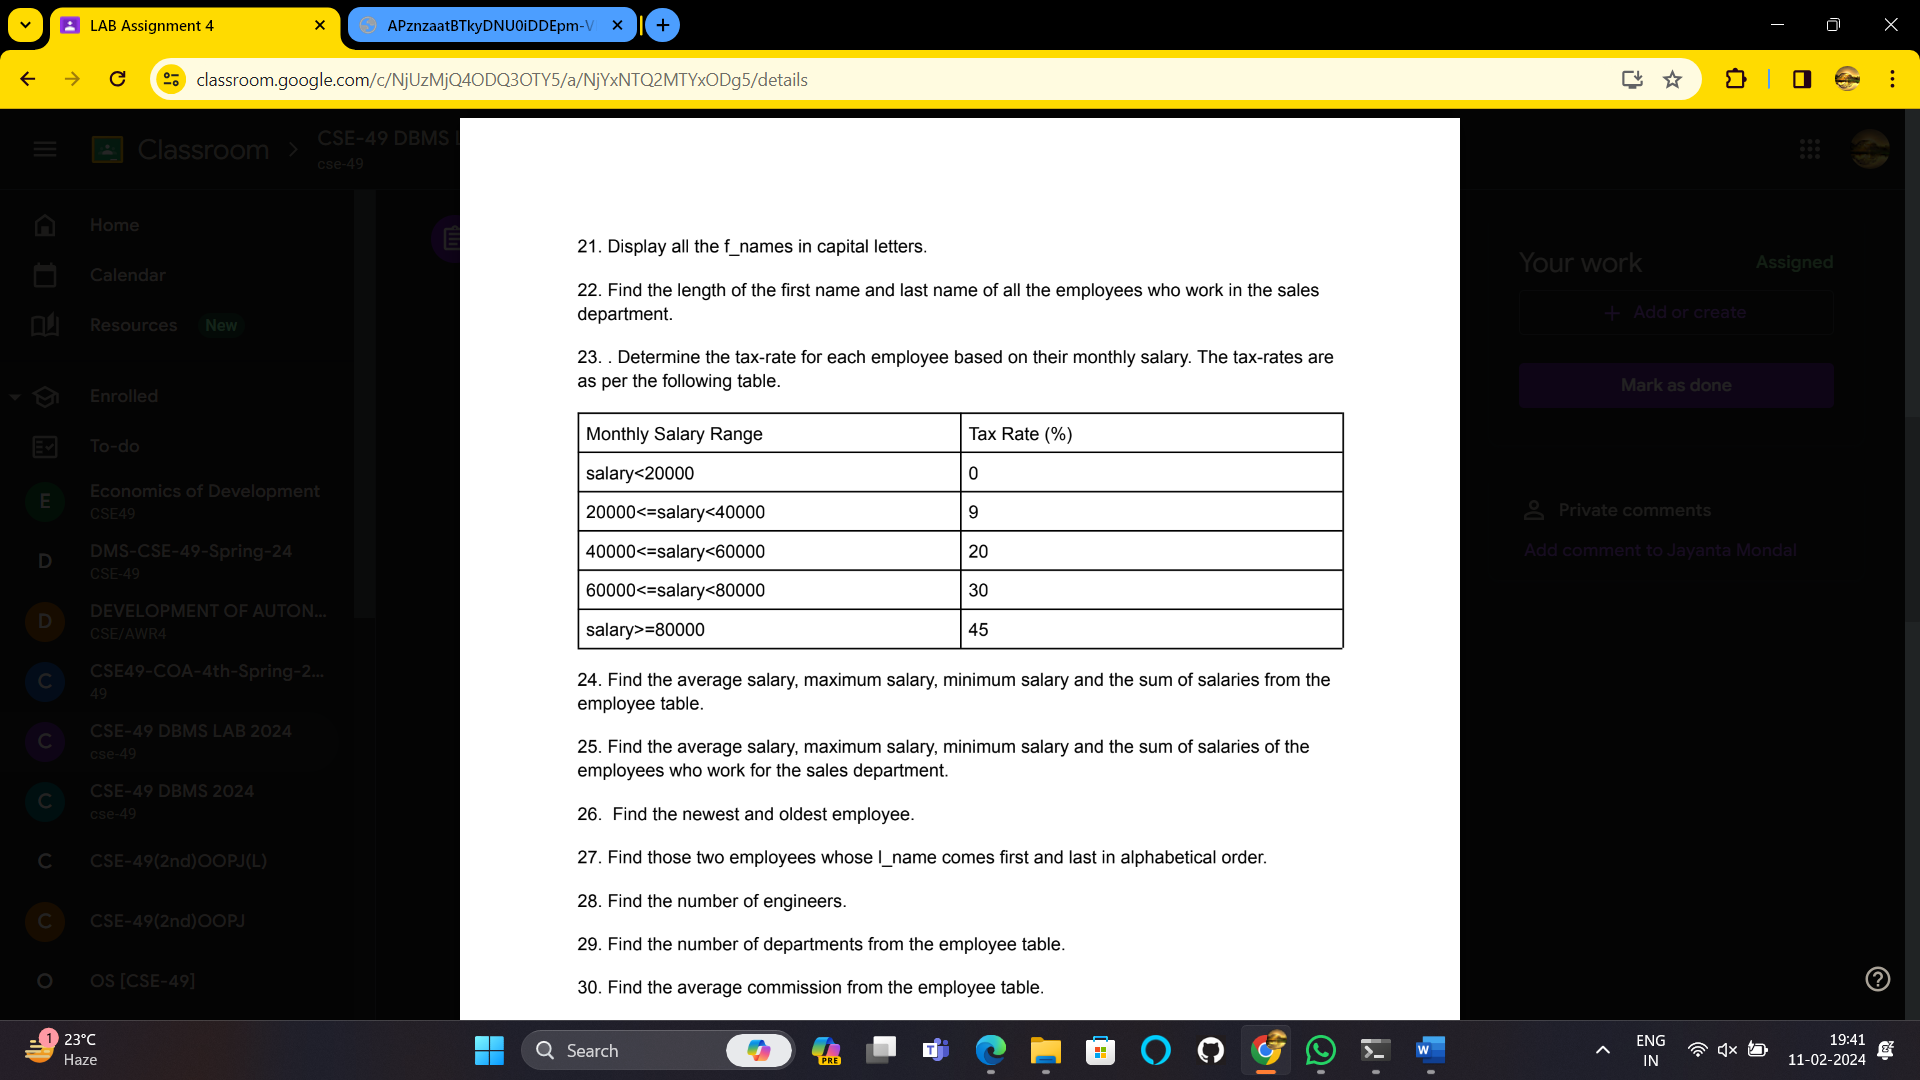 LAB Assignment 4
APznzaatBTkyDNU0iDDEpm-V
classroom.google.com/c/NjUzMjQ4ODQ3OTY5/a/NjYxNTQ2MTYxODg5/details
Classroom
CSE-49 DBMS
cse-49
Home
Calendar
Resources New
Enrolled
To-do
E
Economics of Development
CSE49
D
DMS-CSE-49-Spring-24
CSE-49
D
DEVELOPMENT OF AUTON...
CSE/AWR4
C
CSE49-COA-4th-Spring-2...
49
C
CSE-49 DBMS LAB 2024
cse-49
C
CSE-49 DBMS 2024
cse-49
C
CSE-49(2nd)OOPJ(L)
C
CSE-49(2nd)OOPJ
O
OS [CSE-49]
21. Display all the f_names in capital letters.
22. Find the length of the first name and last name of all the employees who work in the sales
department.
23. . Determine the tax-rate for each employee based on their monthly salary. The tax-rates are
as per the following table.
Monthly Salary Range Tax Rate (%)
salary<20000 0
20000<=salary<40000 9
40000<=salary<60000 20
60000<=salary<80000 30
salary>=80000 45
24. Find the average salary, maximum salary, minimum salary and the sum of salaries from the
employee table.
25. Find the average salary, maximum salary, minimum salary and the sum of salaries of the
employees who work for the sales department.
26. Find the newest and oldest employee.
27. Find those two employees whose l_name comes first and last in alphabetical order.
28. Find the number of engineers.
29. Find the number of departments from the employee table.
30. Find the average commission from the employee table.
Your work Assigned
+ Add or create
Mark as done
Private comments
Add comment to Jayanta Mondal
1
23°C
Haze
Search
PRE
ENG
IN
19:41
11-02-2024